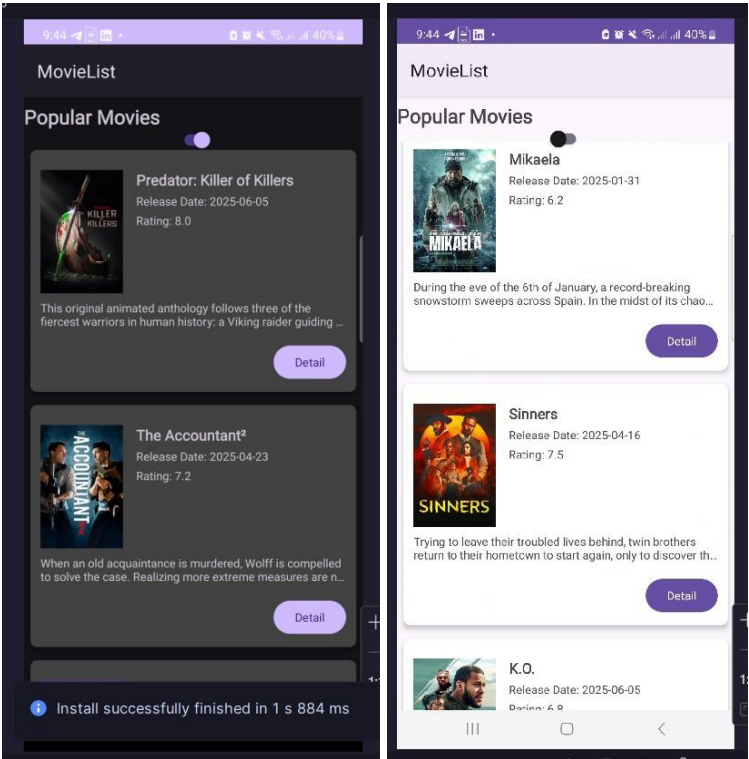 9:44
40%
MovieList
Popular Movies
Predator: Killer of Killers
Release Date: 2025-06-05
Rating: 8.0
KILLER
KILLERS
This original animated anthology follows three of the
fiercest warriors in human history: a Viking raider guiding ...
Detail
THE
ACCOUNTANT
2
The Accountant²
Release Date: 2025-04-23
Rating: 7.2
When an old acquaintance is murdered, Wolff is compelled
to solve the case. Realizing more extreme measures are n...
Detail
Install successfully finished in 1 s 884 ms
9:44
40%
MovieList
Popular Movies
MIKAELA
Mikaela
Release Date: 2025-01-31
Rating: 6.2
During the eve of the 6th of January, a record-breaking
snowstorm sweeps across Spain. In the midst of its chao...
Detail
SINNERS
Sinners
Release Date: 2025-04-16
Rating: 7.5
Trying to leave their troubled lives behind, twin brothers
return to their hometown to start again, only to discover th...
Detail
K.O.
Release Date: 2025-06-05
Rating: 6.8